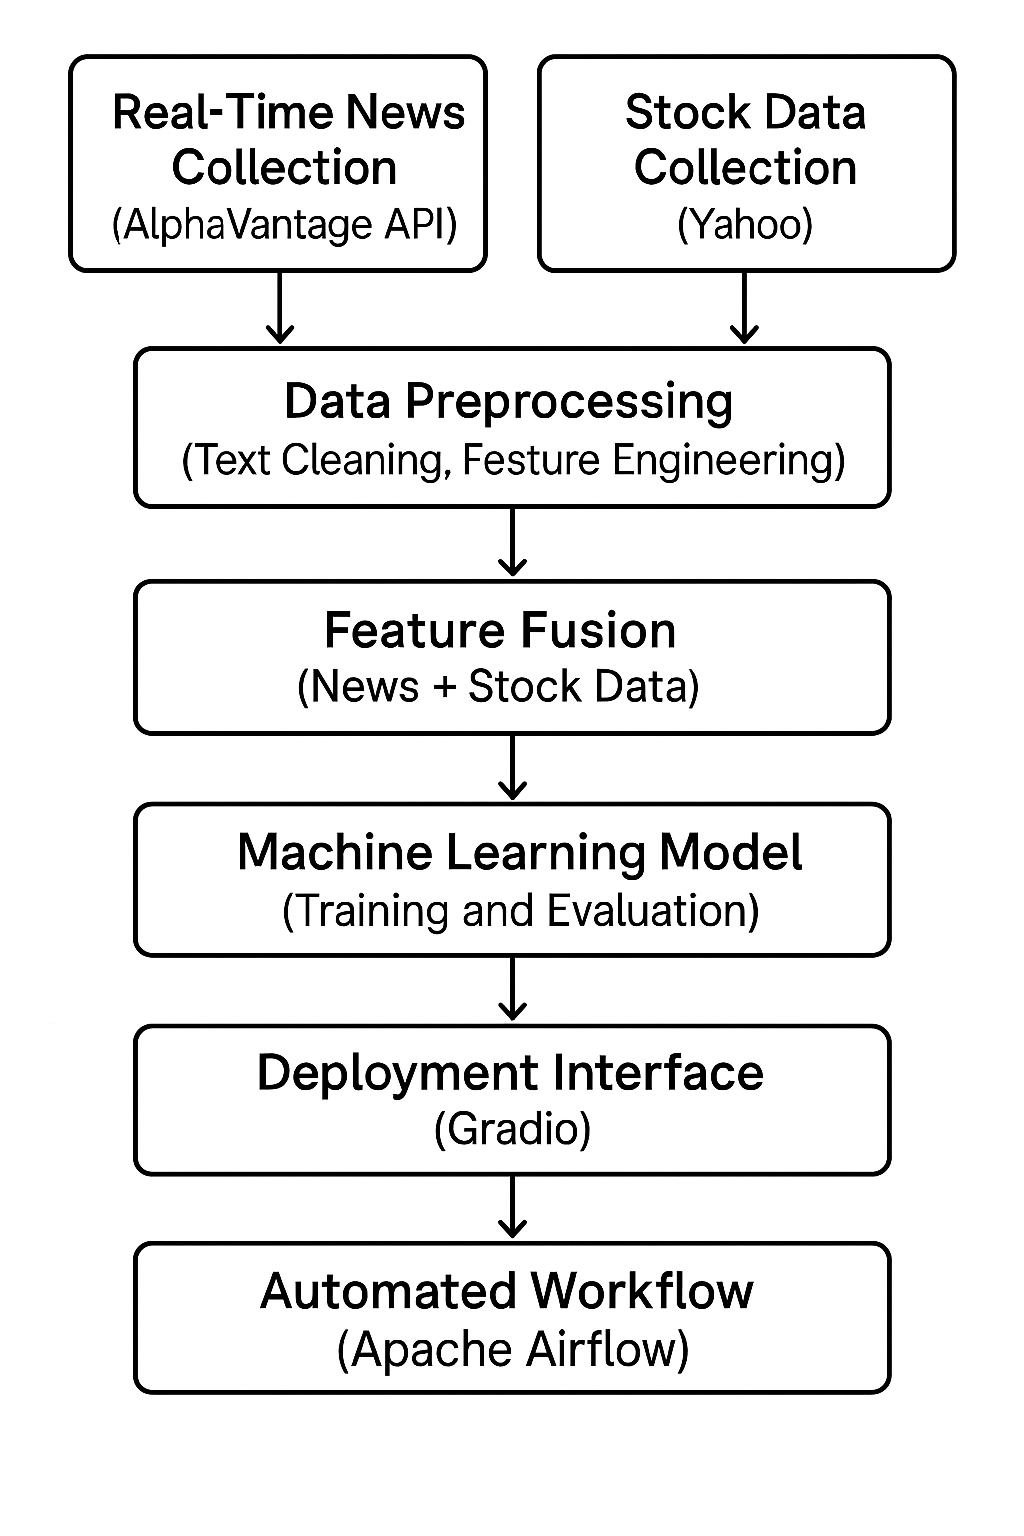 Real-Time News
Collection
(AlphaVantage API)
Stock Data
Collection
(Yahoo)
Data Preprocessing
(Text Cleaning, Festure Engineering)
Feature Fusion
(News + Stock Data)
Machine Learning Model
(Training and Evaluation)
Deployment Interface
(Gradio)
Automated Workflow
(Apache Airflow)